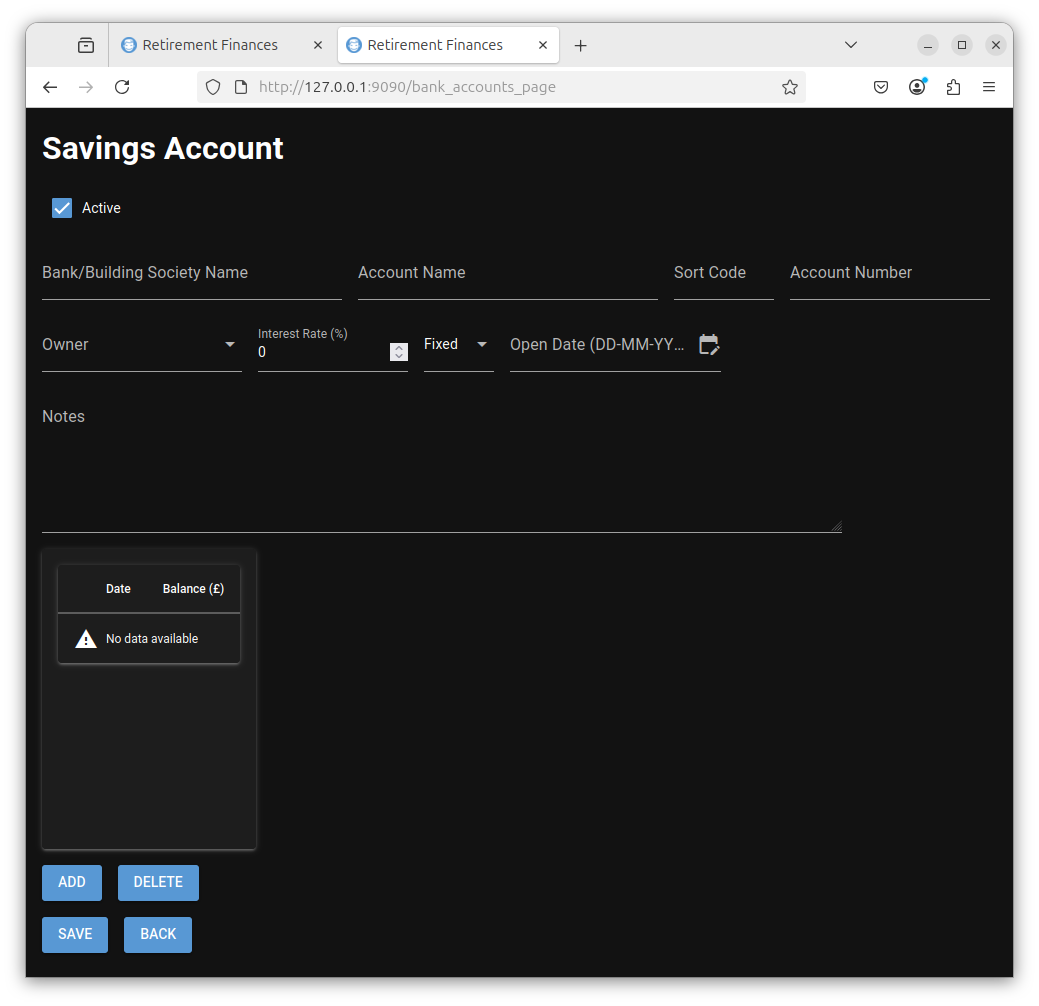 Retirement Finances
Retirement Finances
http://127.0.0.1:9090/bank_accounts_page
Savings Account
Active
Bank/Building Society Name Account Name Sort Code Account Number
Owner Interest Rate (%) 0 Fixed Open Date (DD-MM-YY...
Notes
Date Balance (£)
No data available
ADD DELETE
SAVE BACK